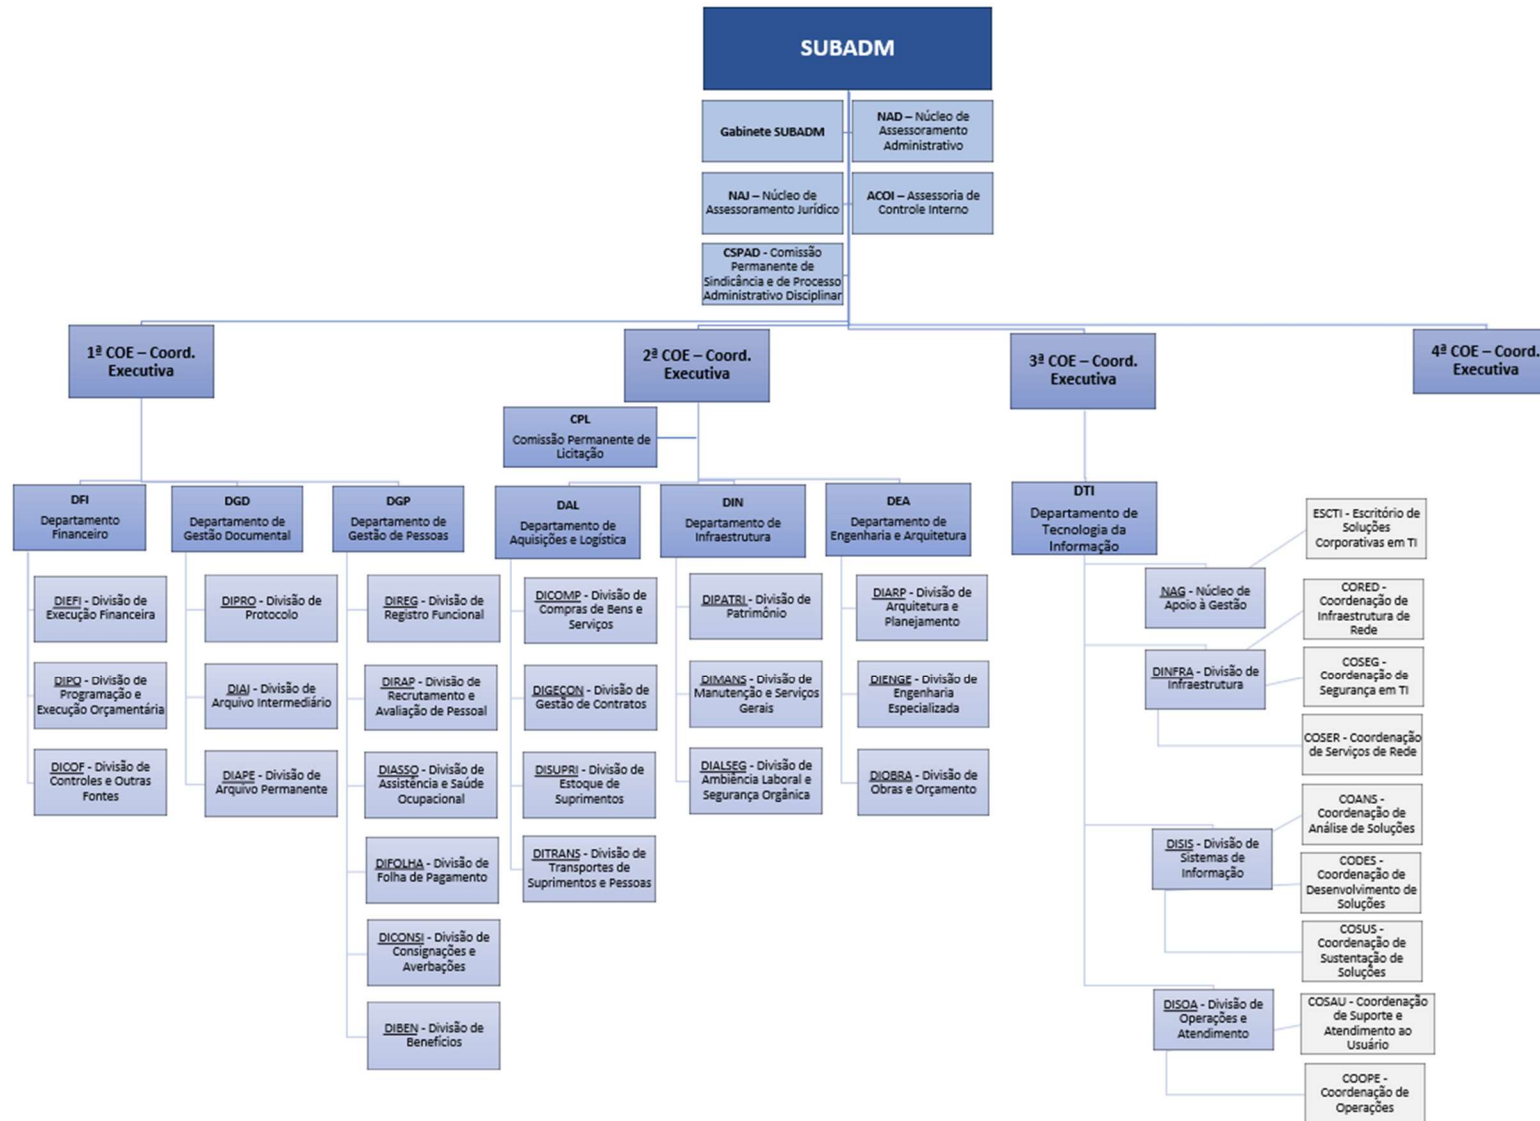 SUBADM
Gabinete SUBADM
NAD – Núcleo de
Assessoramento
Administrativo
NAJ – Núcleo de
Assessoramento Jurídico
ACOI – Assessoria de
Controle Interno
CSPAD - Comissão
Permanente de
Sindicância e de Processo
Administrativo Disciplinar
1ª COE – Coord.
Executiva
2ª COE – Coord.
Executiva
3ª COE – Coord.
Executiva
4ª COE – Coord.
Executiva
CPL
Comissão Permanente de
Licitação
DFI
Departamento
Financeiro
DIEFI - Divisão de
Execução Financeira
DIPO - Divisão de
Programação e
Execução Orçamentária
DICOF - Divisão de
Controles e Outras
Fontes
DGD
Departamento de
Gestão Documental
DIPRO - Divisão de
Protocolo
DIAI - Divisão de
Arquivo Intermediário
DIAPE - Divisão de
Arquivo Permanente
DGP
Departamento de
Gestão de Pessoas
DIREG - Divisão de
Registro Funcional
DIRAP - Divisão de
Recrutamento e
Avaliação de Pessoal
DIASSO - Divisão de
Assistência e Saúde
Ocupacional
DIFOLHA - Divisão de
Folha de Pagamento
DICONSI - Divisão de
Consignações e
Averbações
DIBEN - Divisão de
Benefícios
DAL
Departamento de
Aquisições e Logística
DICOMP - Divisão de
Compras de Bens e
Serviços
DIGECON - Divisão de
Gestão de Contratos
DISUPRI - Divisão de
Estoque de
Suprimentos
DITRANS - Divisão de
Transportes de
Suprimentos e Pessoas
DIN
Departamento de
Infraestrutura
DIPATRI - Divisão de
Patrimônio
DIMANS - Divisão de
Manutenção e Serviços
Gerais
DIALSEG - Divisão de
Ambiência Laboral e
Segurança Orgânica
DEA
Departamento de
Engenharia e Arquitetura
DIARP - Divisão de
Arquitetura e
Planejamento
DIENGE - Divisão de
Engenharia
Especializada
DIOBRA - Divisão de
Obras e Orçamento
DTI
Departamento de
Tecnologia da
Informação
NAG - Núcleo de
Apoio à Gestão
ESCTI - Escritório de
Soluções
Corporativas em TI
DINFRA - Divisão de
Infraestrutura
CORED -
Coordenação de
Infraestrutura de
Rede
COSEG -
Coordenação de
Segurança em TI
COSER - Coordenação
de Serviços de Rede
DISIS - Divisão de
Sistemas de
Informação
COANS -
Coordenação de
Análise de Soluções
CODES -
Coordenação de
Desenvolvimento de
Soluções
COSUS -
Coordenação de
Sustentação de
Soluções
DISOA - Divisão de
Operações e
Atendimento
COSAU - Coordenação
de Suporte e
Atendimento ao
Usuário
COOPE -
Coordenação de
Operações